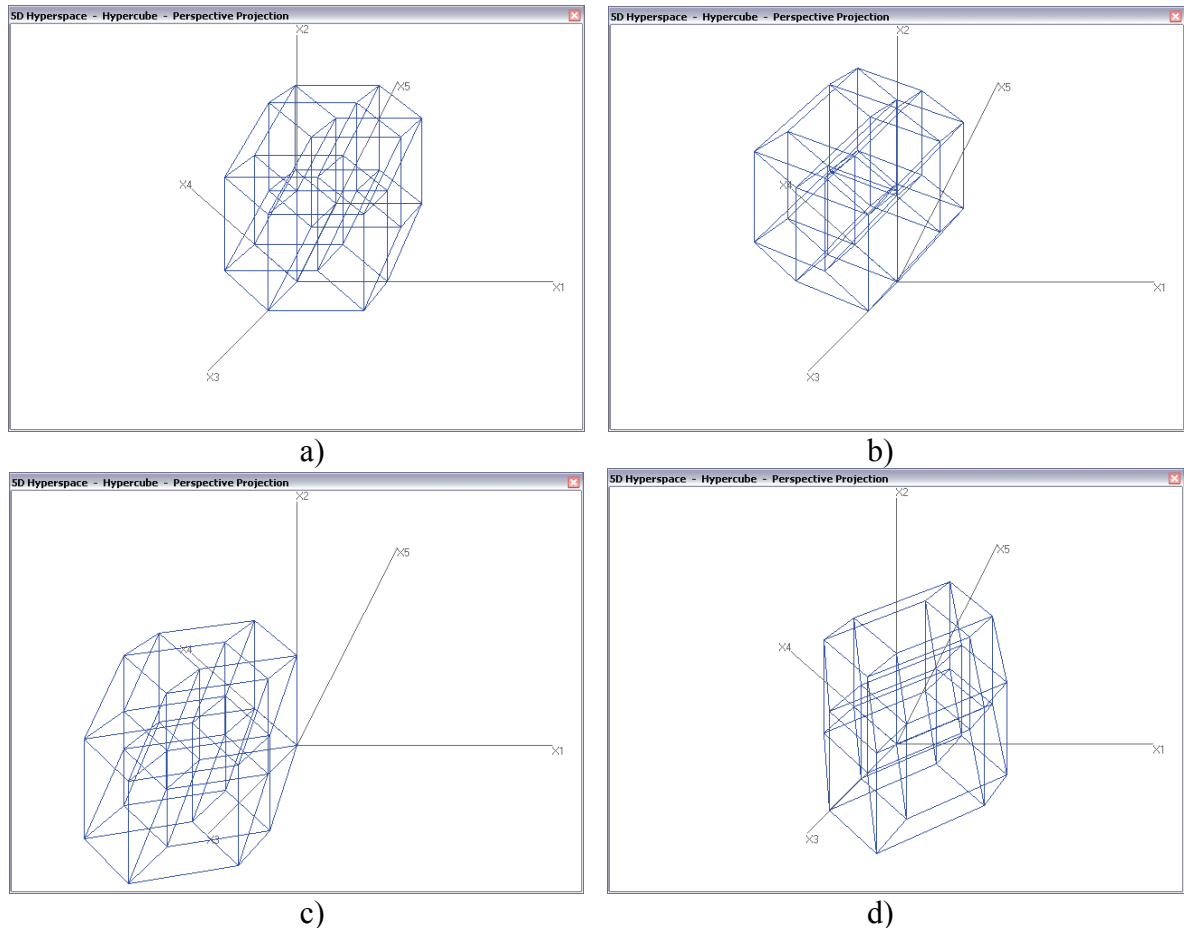 5D Hyperspace - Hypercube - Perspective Projection
X2
X5
X4
X1
X3
a)
5D Hyperspace - Hypercube - Perspective Projection
X2
X5
X4
X1
X3
b)
5D Hyperspace - Hypercube - Perspective Projection
X2
X5
X4
X1
X3
c)
5D Hyperspace - Hypercube - Perspective Projection
X2
X5
X4
X1
X3
d)